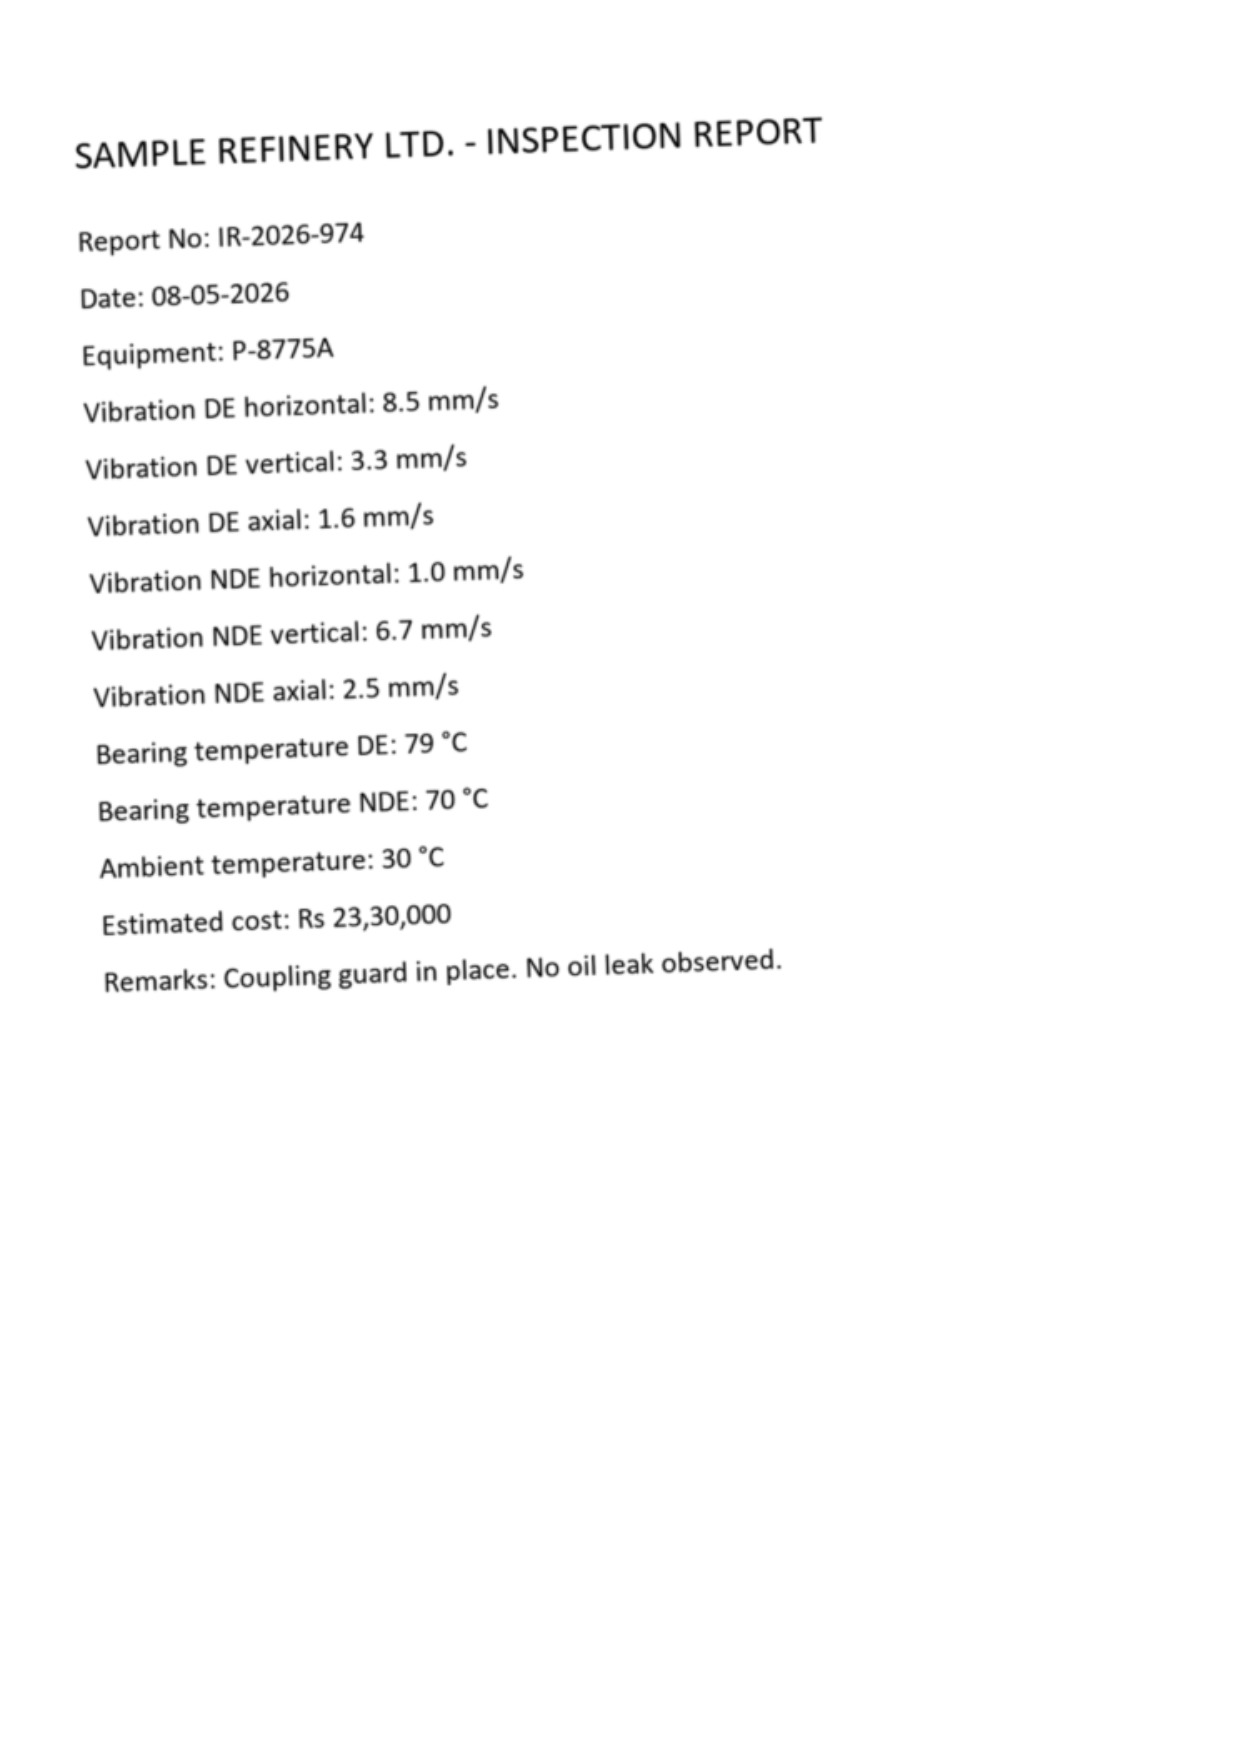 SAMPLE REFINERY LTD. - INSPECTION REPORT
Report No: IR-2026-974
Date: 08-05-2026
Equipment: P-8775A
Vibration DE horizontal: 8.5 mm/s
Vibration DE vertical: 3.3 mm/s
Vibration DE axial: 1.6 mm/s
Vibration NDE horizontal: 1.0 mm/s
Vibration NDE vertical: 6.7 mm/s
Vibration NDE axial: 2.5 mm/s
Bearing temperature DE: 79 °C
Bearing temperature NDE: 70 °C
Ambient temperature: 30 °C
Estimated cost: Rs 23,30,000
Remarks: Coupling guard in place. No oil leak observed.